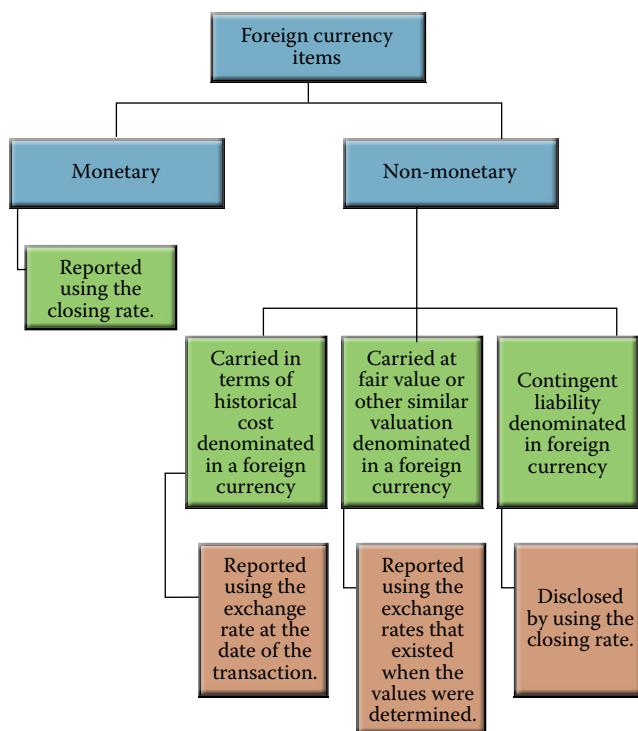 Foreign currency
items
Monetary
Non-monetary
Reported
using the
closing rate.
Carried in
terms of
historical
cost
denominated
in a foreign
currency
Carried at
fair value or
other similar
valuation
denominated
in a foreign
currency
Contingent
liability
denominated
in foreign
currency
Reported
using the
exchange
rate at the
date of the
transaction.
Reported
using the
exchange
rates that
existed
when the
values were
determined.
Disclosed
by using the
closing rate.